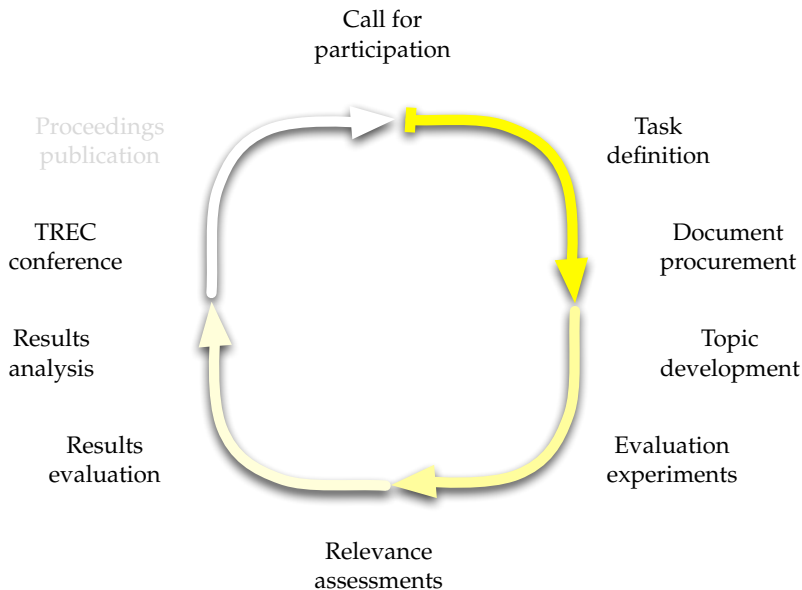 Call for
participation
Task
definition
Document
procurement
Topic
development
Evaluation
experiments
Relevance
assessments
Results
evaluation
Results
analysis
TREC
conference
Proceedings
publication